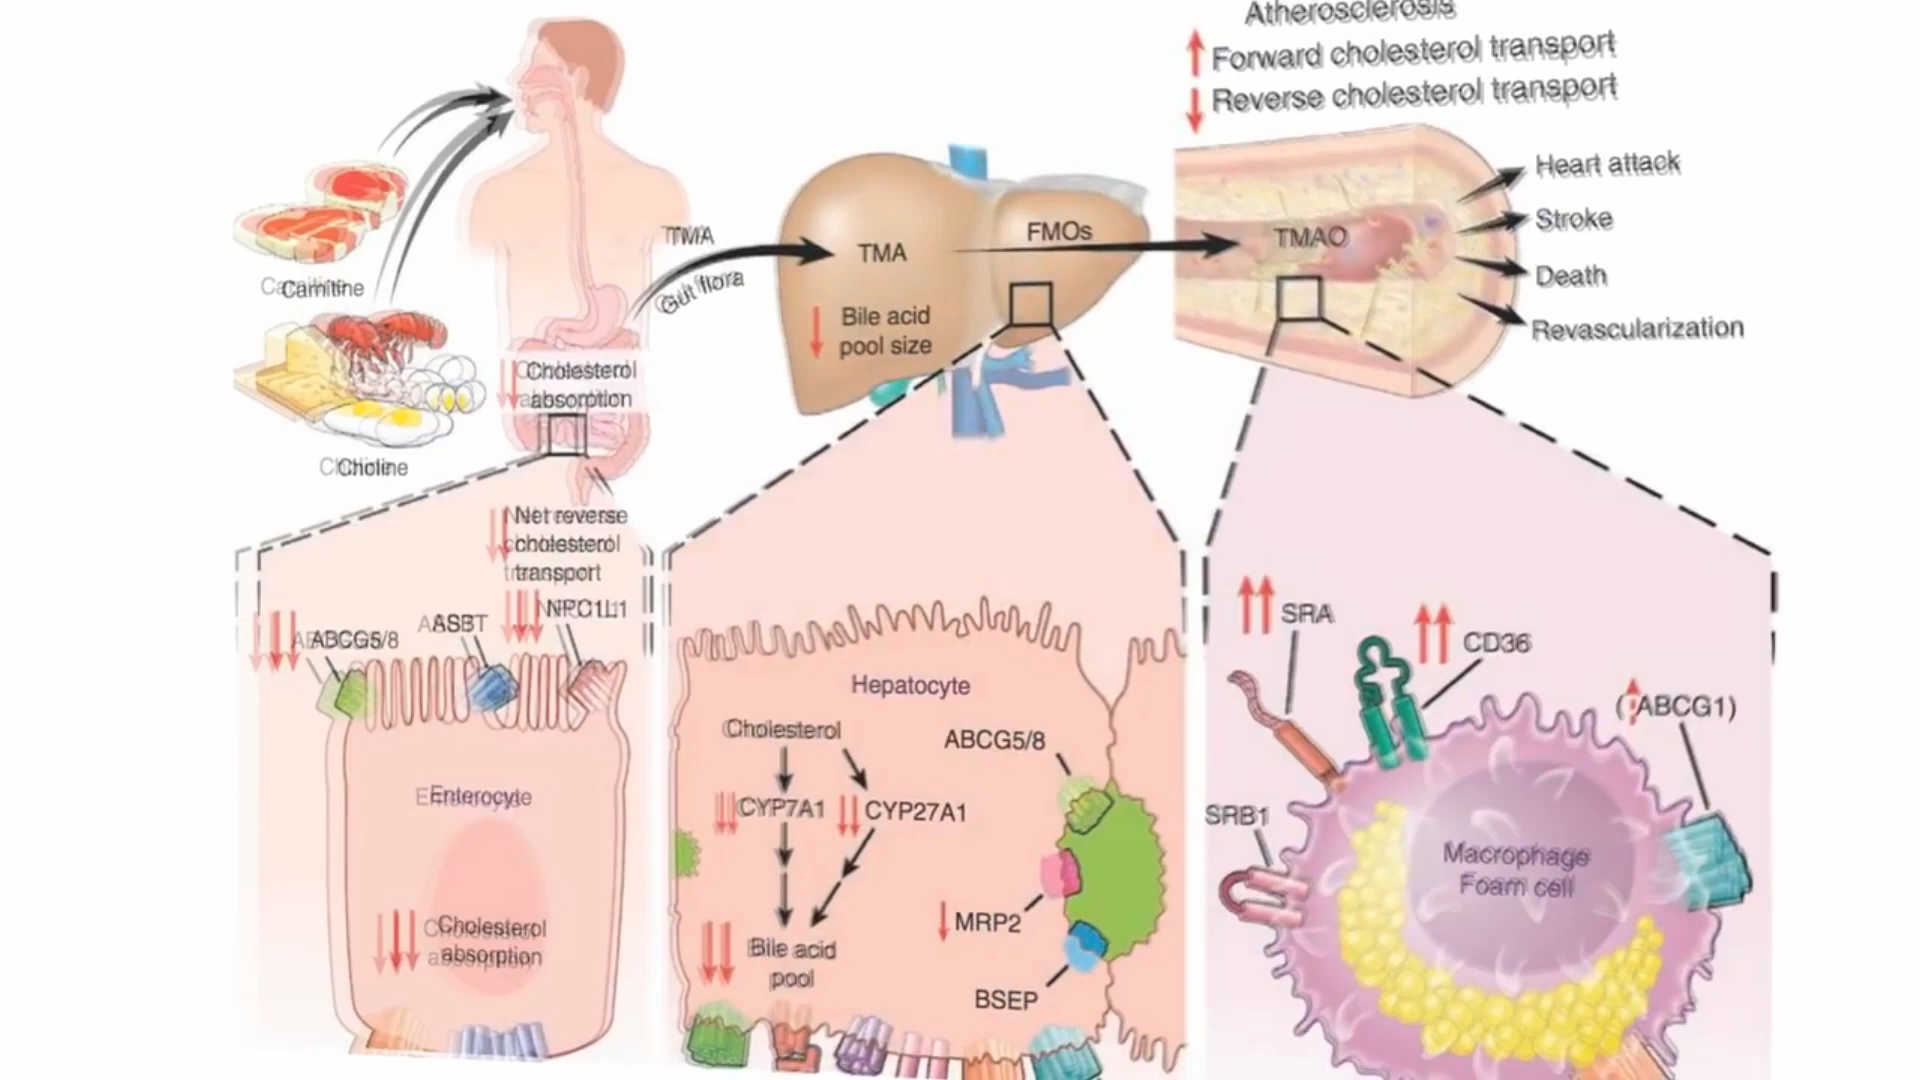 Atherosclerosis
Forward cholesterol transport
Reverse cholesterol transport
Heart attack
Stroke
Death
Revascularization
Carnitine
Choline
TMA
Gut flora
TMA
FMOs
TMAO
Bile acid
pool size
Cholesterol
absorption
Net reverse
cholesterol
transport
ABCG5/8
ASBT
NPC1L1
Enterocyte
Cholesterol
absorption
Hepatocyte
Cholesterol
CYP7A1
CYP27A1
Bile acid
pool
ABCG5/8
MRP2
BSEP
SRA
CD36
(ABCG1)
SRB1
Macrophage
Foam cell